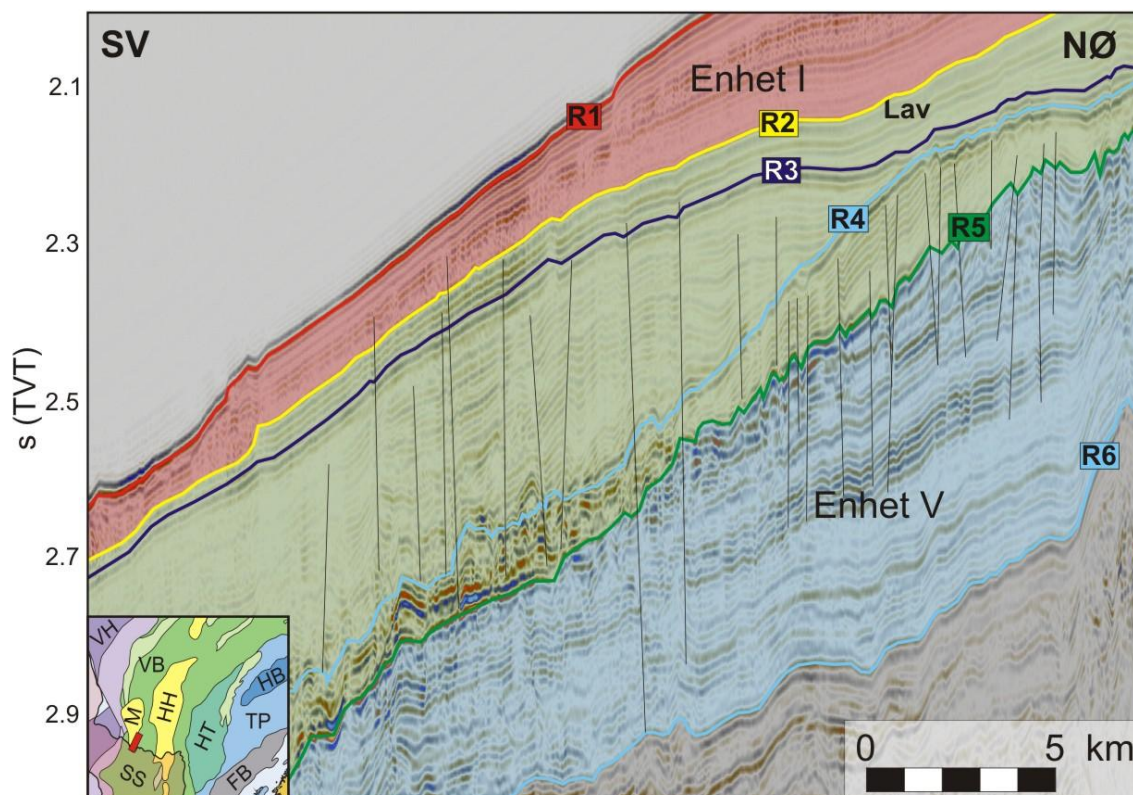 SV
NØ
2.1
Enhet I
R1
R2
Lav
R3
R4
R5
2.3
s (TVT)
2.5
R6
Enhet V
2.7
2.9
VH
VB
HB
M
HH
TP
HT
SS
FB
0 5 km